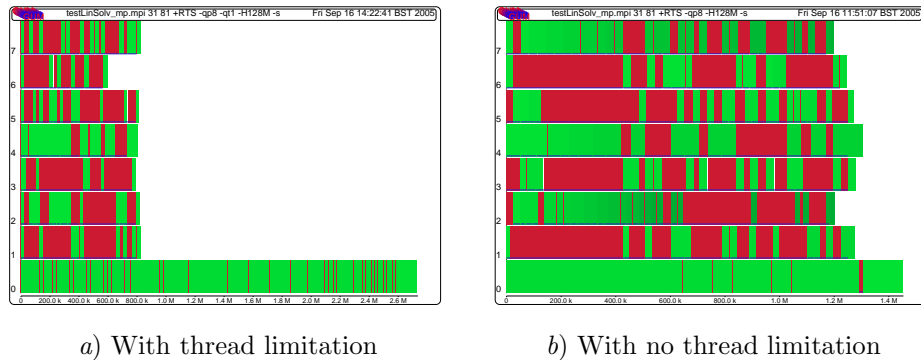 testLinSolv_mp.mpi 31 81 +RTS -qp8 -qt1 -H128M -s Fri Sep 16 14:22:41 BST 2005
7
6
5
4
3
2
1
0
0 200.0 k 400.0 k 600.0 k 800.0 k 1.0 M 1.2 M 1.4 M 1.6 M 1.8 M 2.0 M 2.2 M 2.4 M 2.6 M
a) With thread limitation
testLinSolv_mp.mpi 31 81 +RTS -qp8 -H128M -s Fri Sep 16 11:51:07 BST 2005
7
6
5
4
3
2
1
0
0 200.0 k 400.0 k 600.0 k 800.0 k 1.0 M 1.2 M 1.4 M
b) With no thread limitation